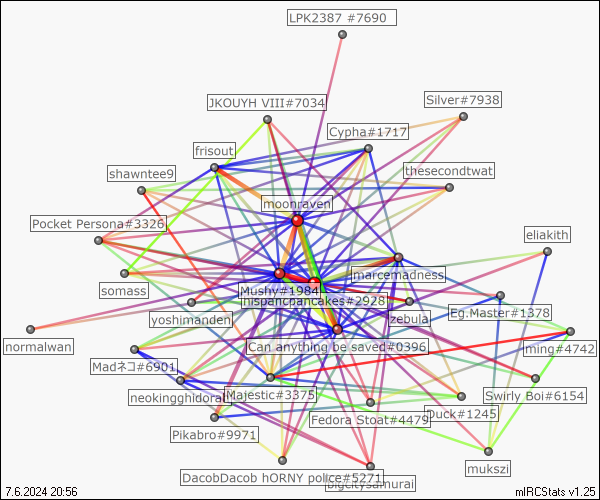 LPK2387 #7690
JKOUYH VIII#7034
Silver#7938
Cypha#1717
frisout
shawntee9
thesecondtwat
moonraven
Pocket Persona#3326
eliakith
somass
marcemadness
Mushy#1984
hispancpancakes#2928
yoshimanden
zebula
Eg.Master#1378
normalwan
Can anything be saved#0396
ming#4742
Madネコ#6901
neokingghidorah
Majestic#3375
Swirly Boi#6154
Fedora Stoat#4479
Duck#1245
Pikabro#9971
mukszi
DacobDacob hORNY police#5271
bigcitysamurai
7.6.2024 20:56
mIRCStats v1.25